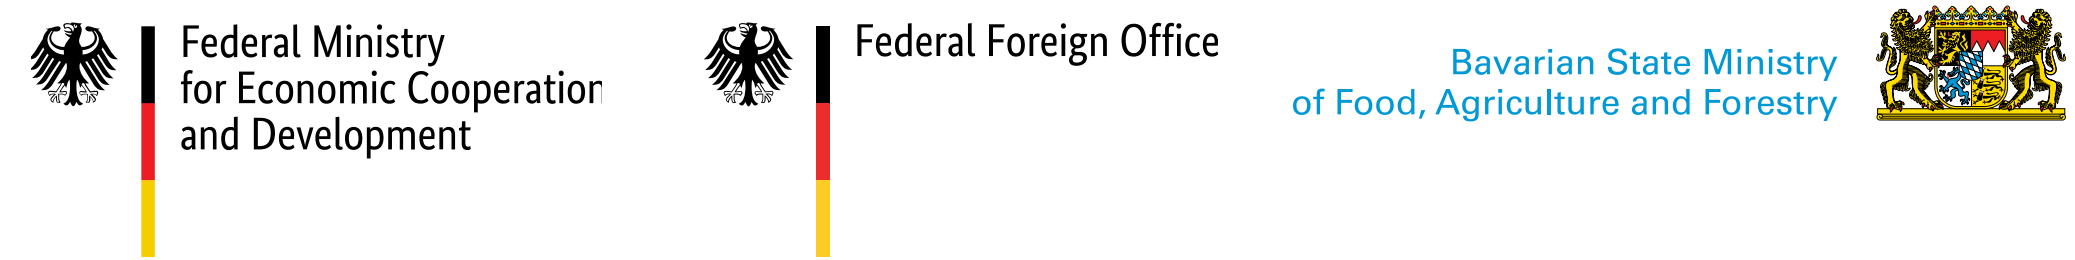 Federal Ministry
for Economic Cooperation
and Development
Federal Foreign Office
Bavarian State Ministry
of Food, Agriculture and Forestry